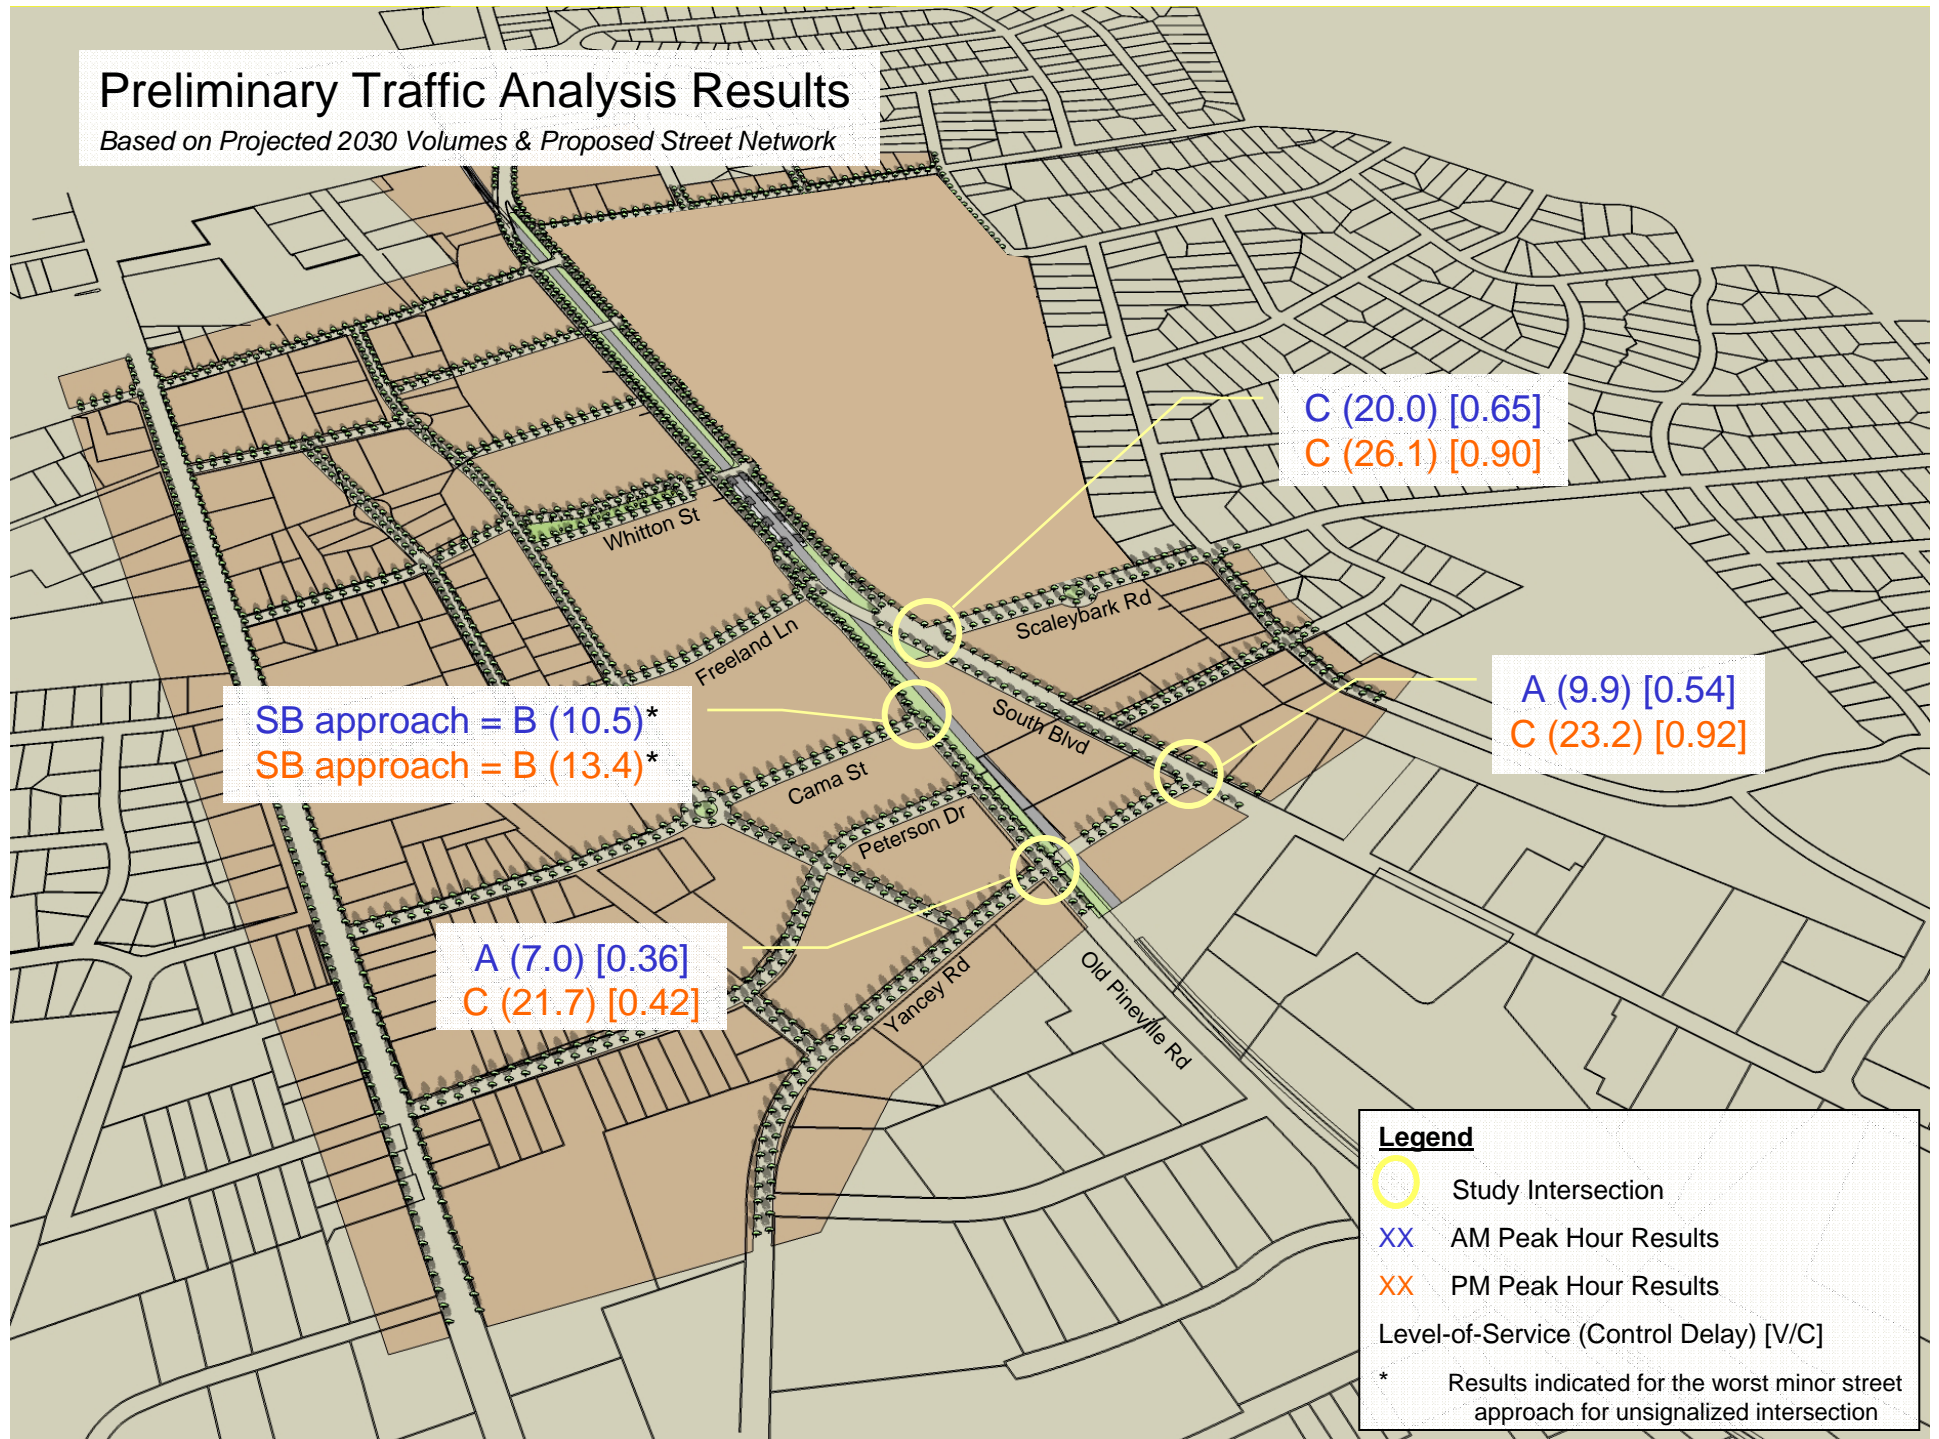 Preliminary Traffic Analysis Results
Based on Projected 2030 Volumes & Proposed Street Network
C (20.0) [0.65]
C (26.1) [0.90]
Whitton St
Scaleybark Rd
Freeland Ln
A (9.9) [0.54]
C (23.2) [0.92]
SB approach = B (10.5)*
SB approach = B (13.4)*
South Blvd
Cama St
Peterson Dr
A (7.0) [0.36]
C (21.7) [0.42]
Yancey Rd
Old Pineville Rd
Legend
Study Intersection
XX AM Peak Hour Results
XX PM Peak Hour Results
Level-of-Service (Control Delay) [V/C]
* Results indicated for the worst minor street
approach for unsignalized intersection